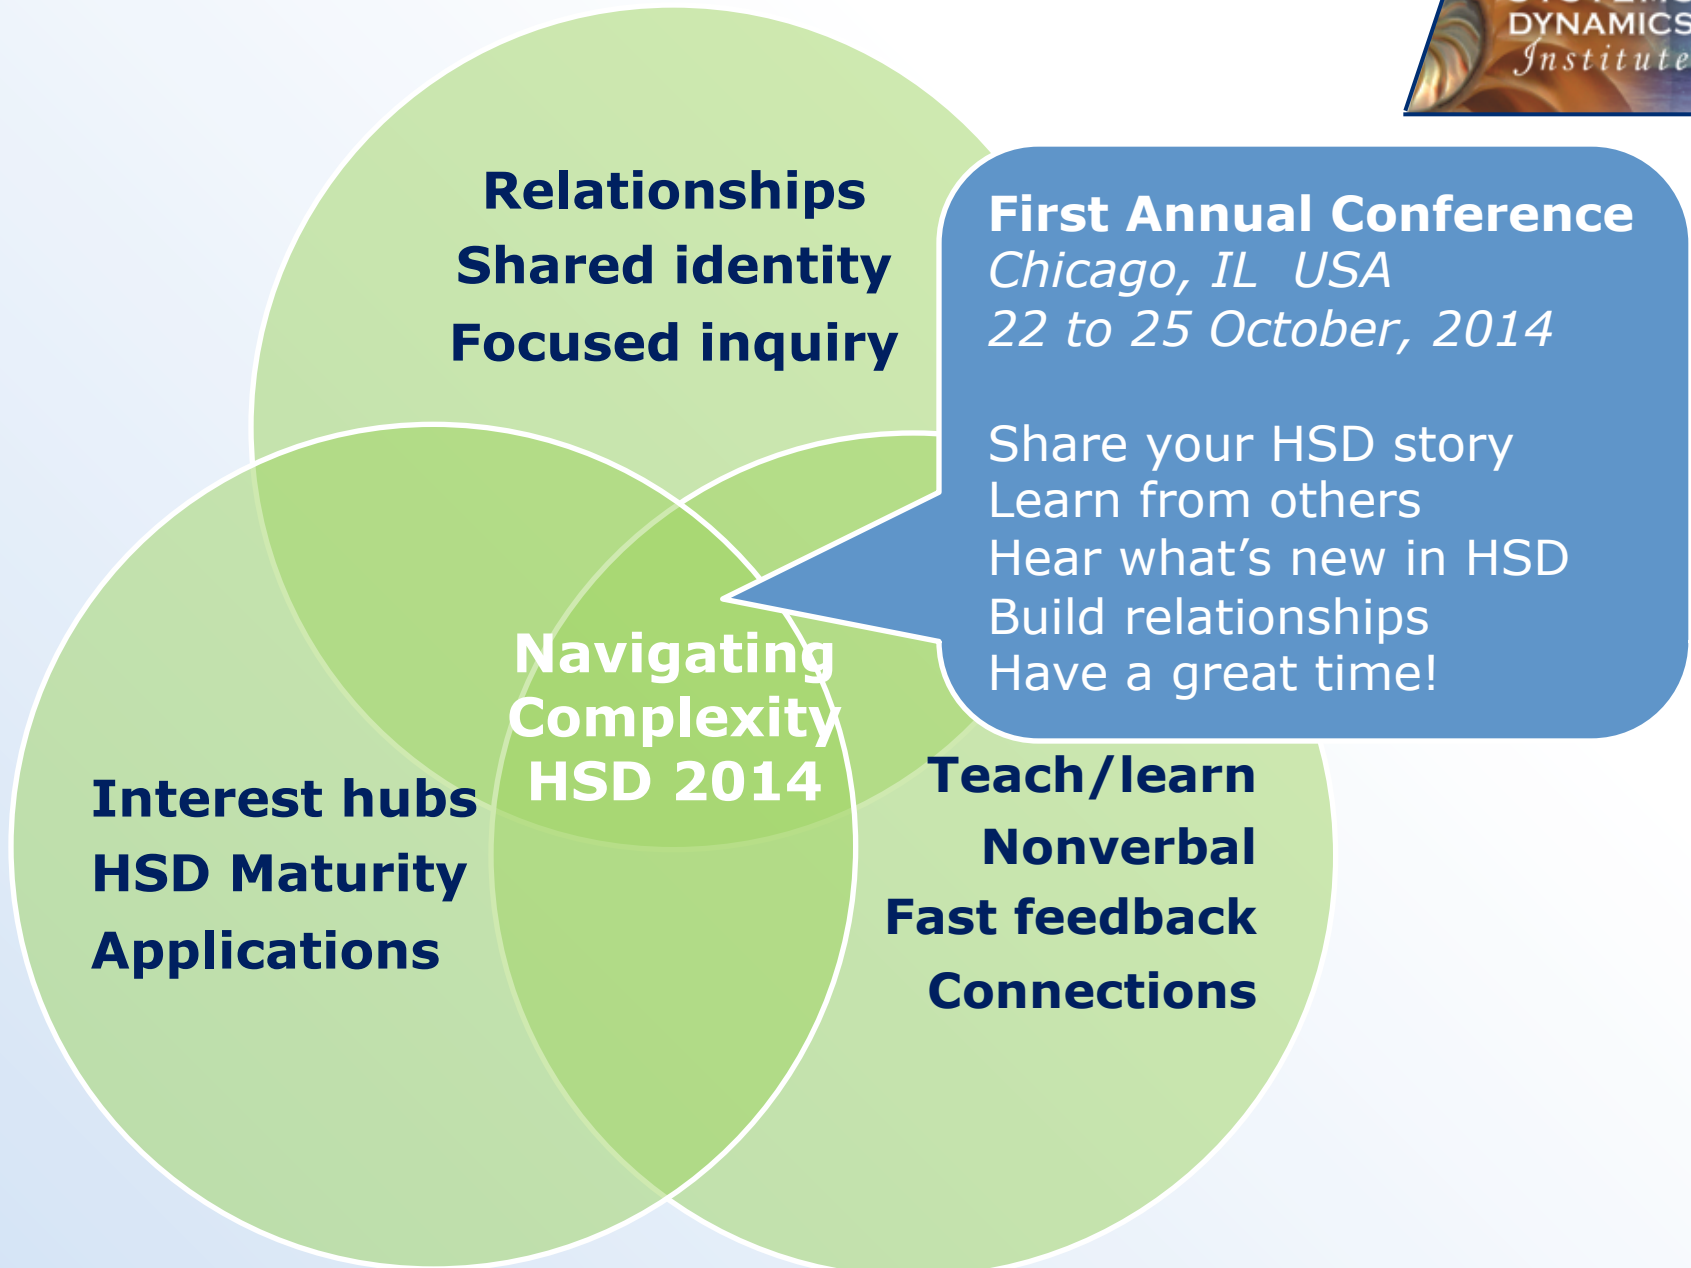 DYNAMICS
Institute
Relationships
Shared identity
Focused inquiry
First Annual Conference
Chicago, IL  USA
22 to 25 October, 2014
Share your HSD story
Learn from others
Hear what’s new in HSD
Build relationships
Have a great time!
Navigating
Complexity
HSD 2014
Interest hubs
HSD Maturity
Applications
Teach/learn
Nonverbal
Fast feedback
Connections